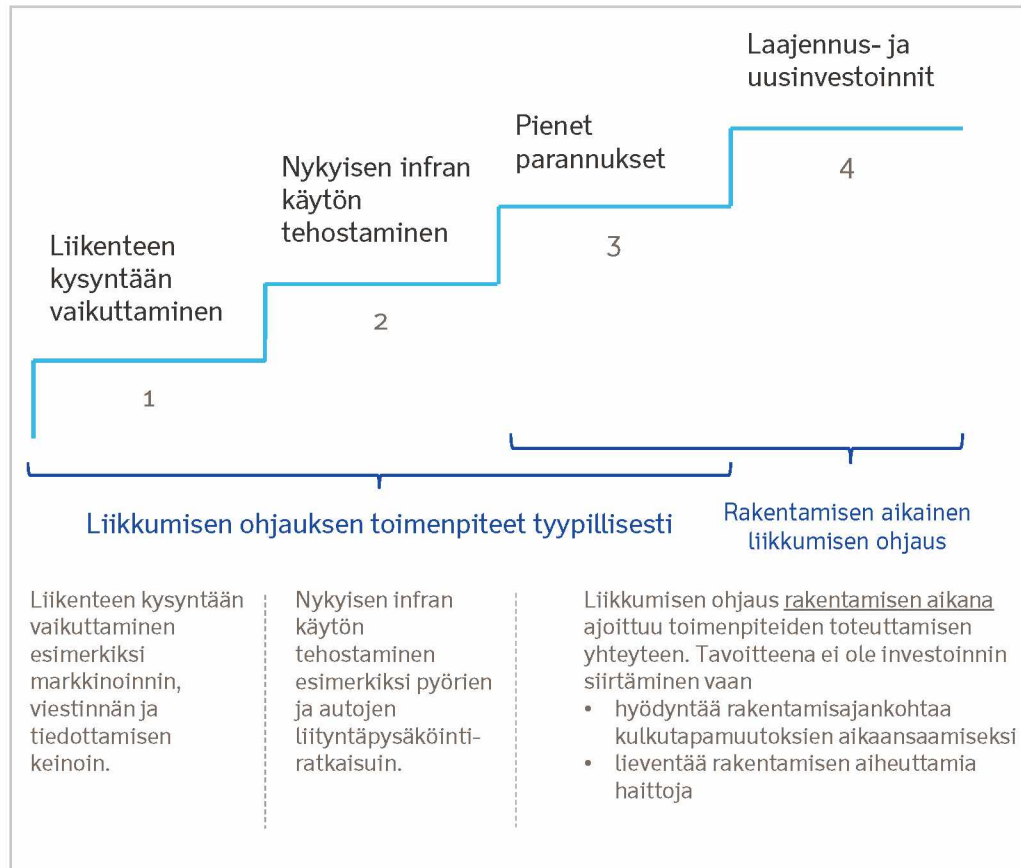 Laajennus- ja
uusinvestoinnit
4
Pienet
parannukset
3
Nykyisen infran
käytön
tehostaminen
2
Liikenteen
kysyntään
vaikuttaminen
1
Liikkumisen ohjauksen toimenpiteet tyypillisesti
Rakentamisen aikainen
liikkumisen ohjaus
Liikenteen kysyntään
vaikuttaminen
esimerkiksi
markkinoinnin,
viestinnän ja
tiedottamisen
keinoin.
Nykyisen infran
käytön
tehostaminen
esimerkiksi pyörien
ja autojen
liityntäpysäköinti-
ratkaisuin.
Liikkumisen ohjaus rakentamisen aikana
ajoittuu toimenpiteiden toteuttamisen
yhteyteen. Tavoitteena ei ole investoinnin
siirtäminen vaan
• hyödyntää rakentamisajankohtaa
kulkutapamuutoksien aikaansaamiseksi
• lieventää rakentamisen aiheuttamia
haittoja